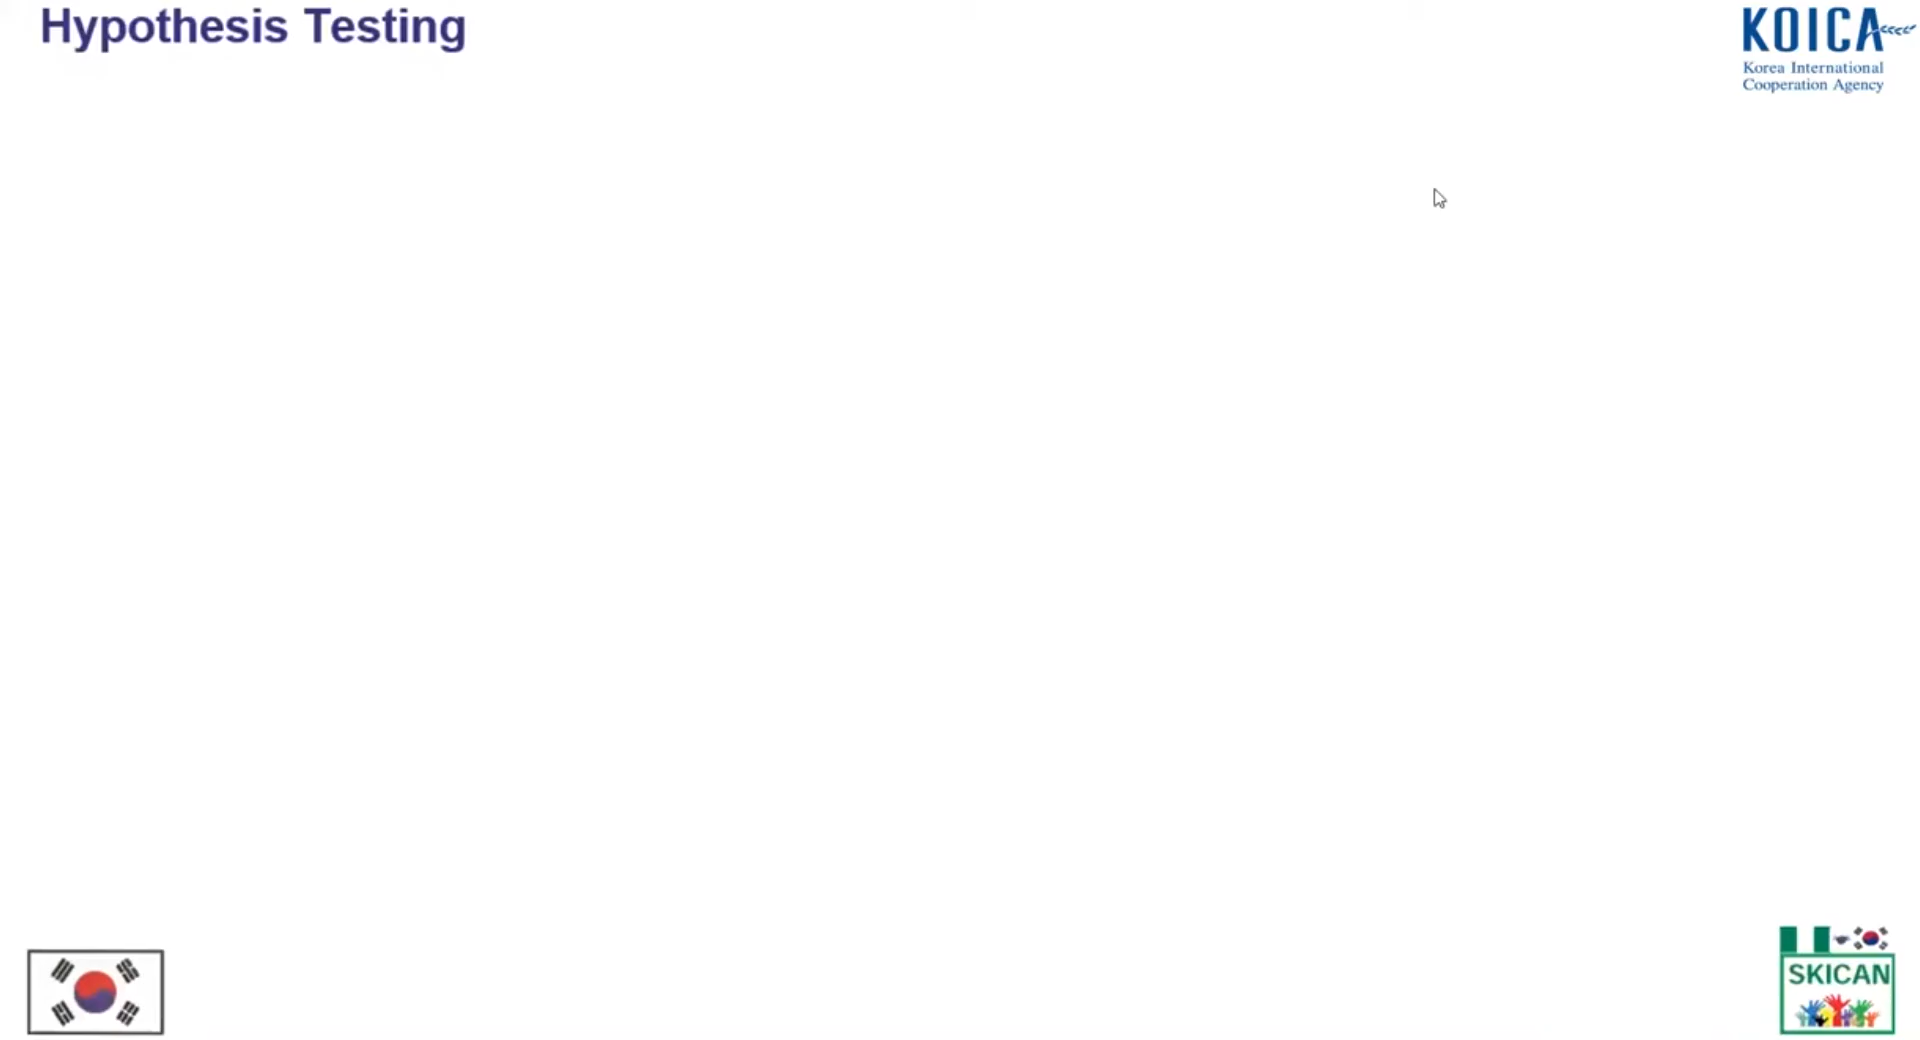 Hypothesis Testing
KOICA
Korea International
Cooperation Agency
SKICAN